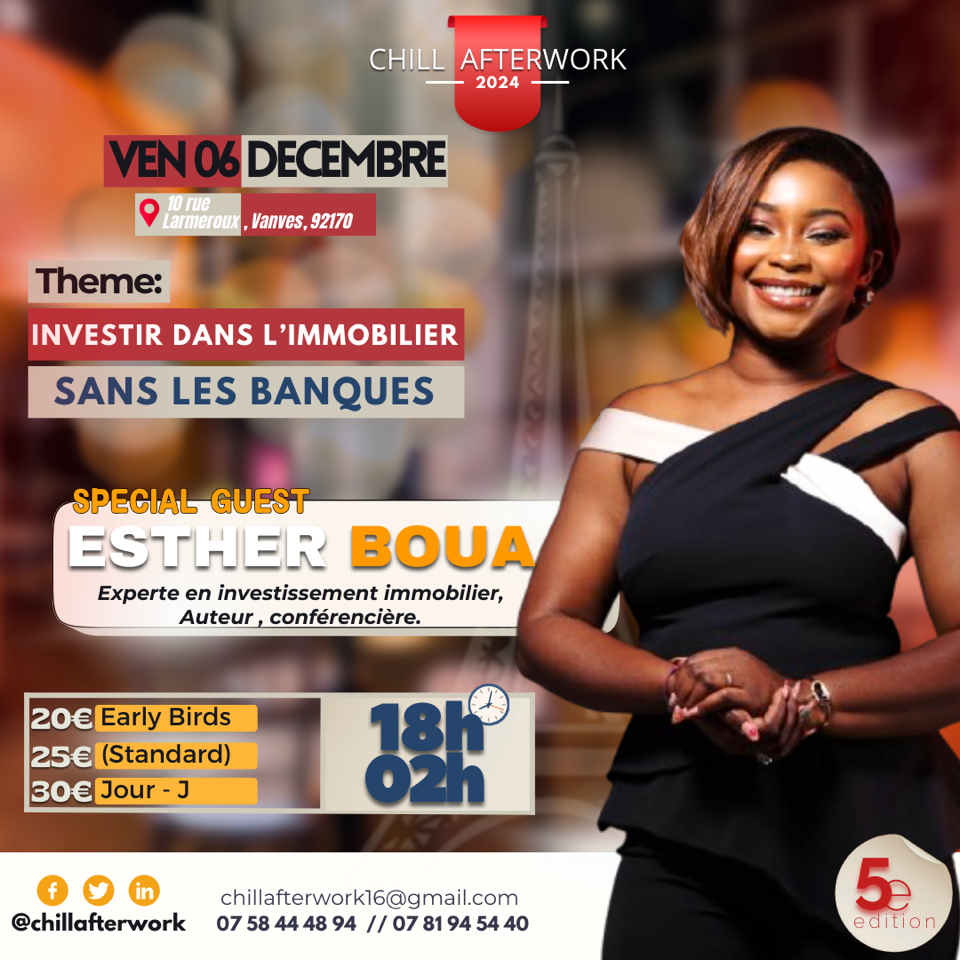 CHILL AFTERWORK
2024
VEN 06 DECEMBRE
10 rue
Larmeroux , Vanves, 92170
Theme:
INVESTIR DANS L’IMMOBILIER
SANS LES BANQUES
SPECIAL GUEST
ESTHER BOUA
Experte en investissement immobilier,
Auteur , conférencière.
20€ Early Birds
25€ (Standard)
30€ Jour - J
18h
02h
@chillafterwork
chillafterwork16@gmail.com
07 58 44 48 94 // 07 81 94 54 40
5e
edition